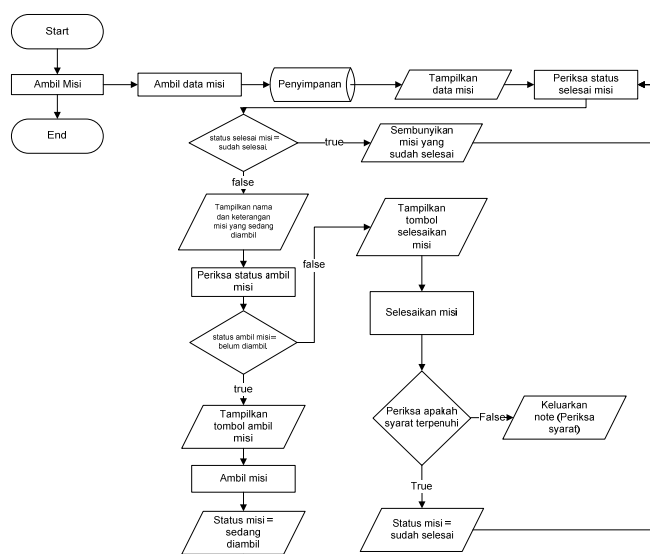 Start
Ambil Misi
End
Ambil data misi
Penyimpanan
Tampilkan
data misi
Periksa status
selesai misi
status selesai misi =
sudah selesai.
true
Sembunyikan
misi yang
sudah selesai
false
Tampilkan nama
dan keterangan
misi yang sedang
diambil
Periksa status ambil
misi
status ambil misi =
belum diambil.
false
true
Tampilkan
tombol ambil
misi
Ambil misi
Status misi =
sedang
diambil
Tampilkan
tombol
selesaikan
misi
Selesaikan misi
Periksa apakah
syarat terpenuhi
False
Keluarkan
note (Periksa
syarat)
True
Status misi =
sudah selesai